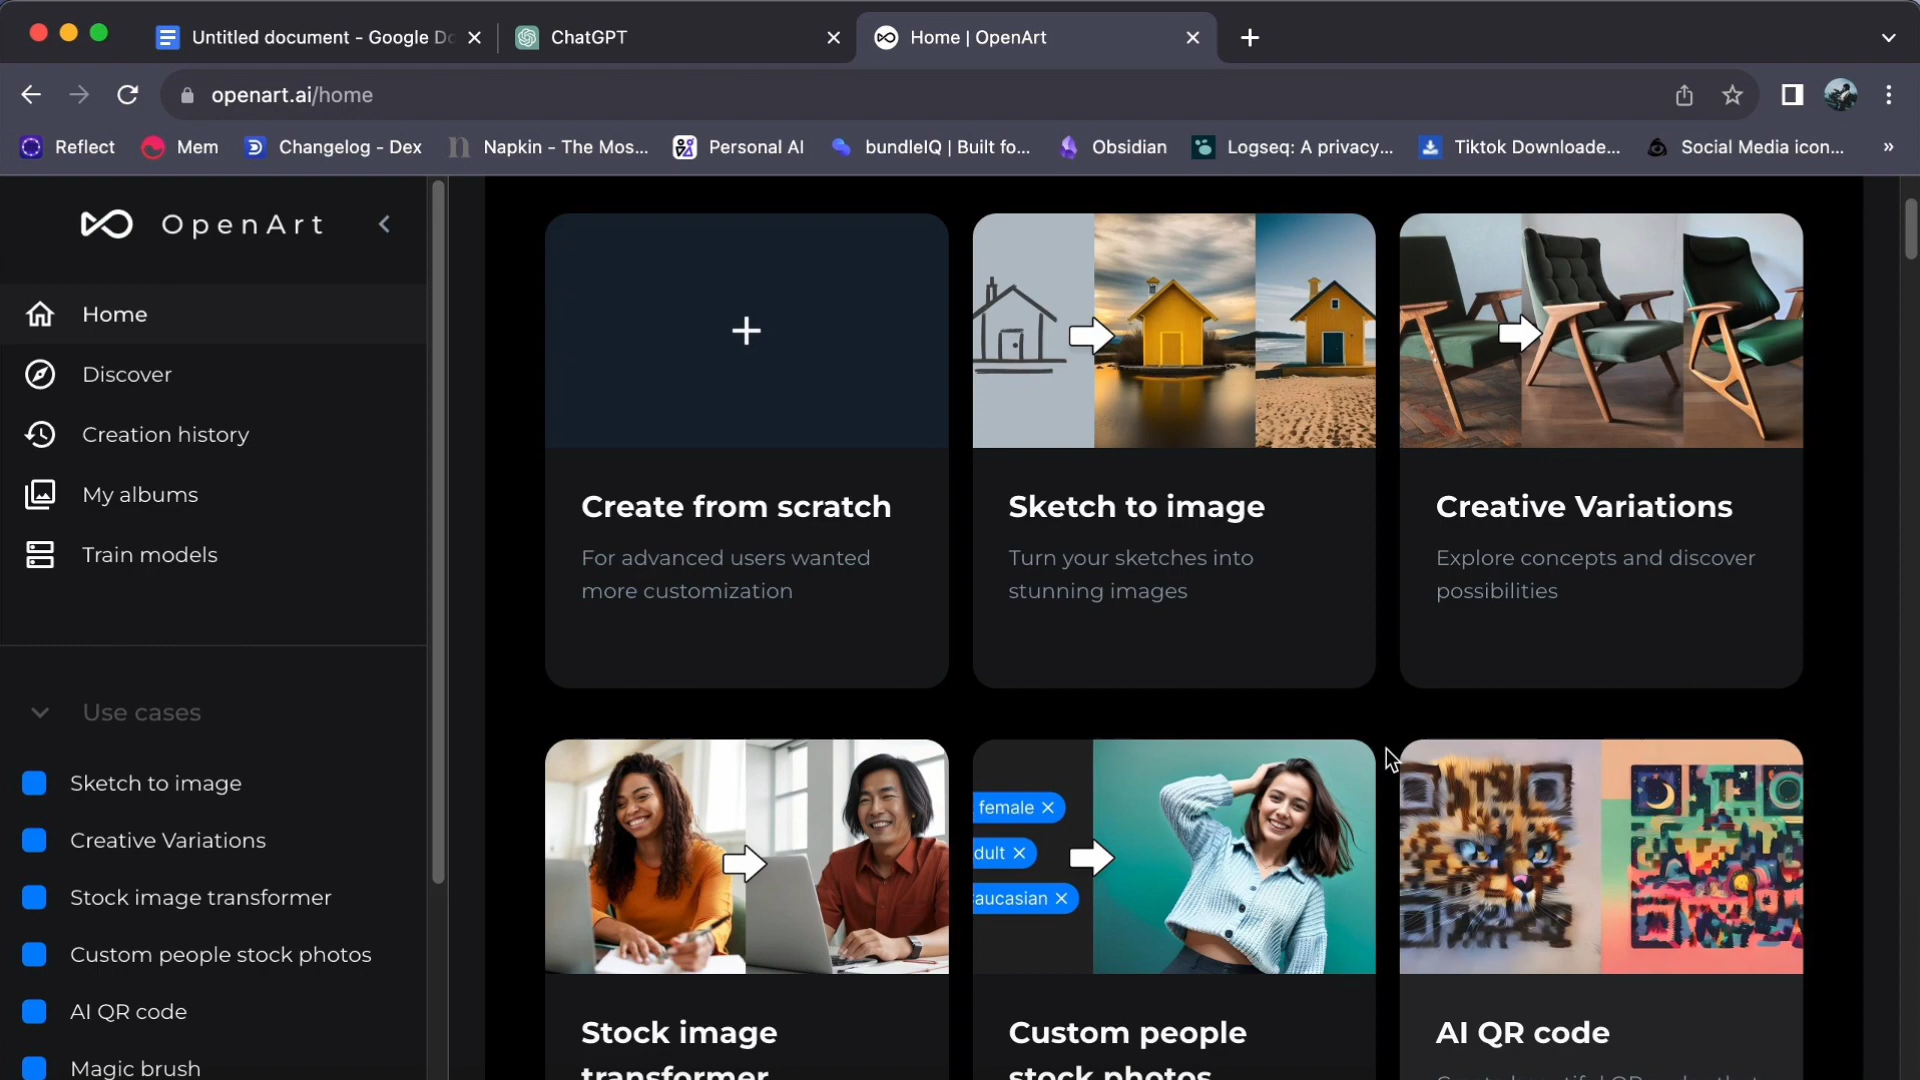 Untitled document - Google Do
ChatGPT
Home | OpenArt
openart.ai/home
Reflect
Mem
Changelog - Dex
Napkin - The Mos...
Personal AI
bundleIQ | Built fo...
Obsidian
Logseq: A privacy...
Tiktok Downloade...
Social Media icon...
»
OpenArt
Home
Discover
Creation history
My albums
Train models
Use cases
Sketch to image
Creative Variations
Stock image transformer
Custom people stock photos
AI QR code
Magic brush
Create from scratch
For advanced users wanted
more customization
Sketch to image
Turn your sketches into
stunning images
Creative Variations
Explore concepts and discover
possibilities
female
dult
aucasian
Stock image
transformer
Custom people
stock photos
AI QR code